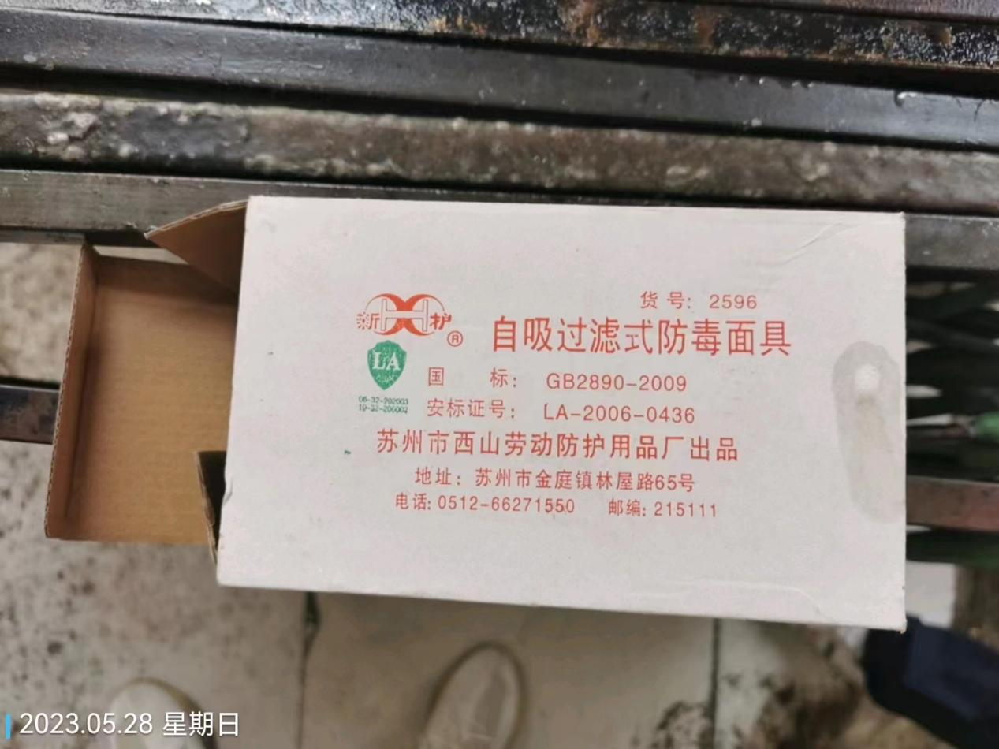 货号: 2596
新护
®
自吸过滤式防毒面具
LA
国 标: GB2890-2009
06-32-202003
安标证号: LA-2006-0436
苏州市西山劳动防护用品厂出品
地址: 苏州市金庭镇林屋路65号
电话: 0512-66271550 邮编: 215111
2023.05.28 星期日